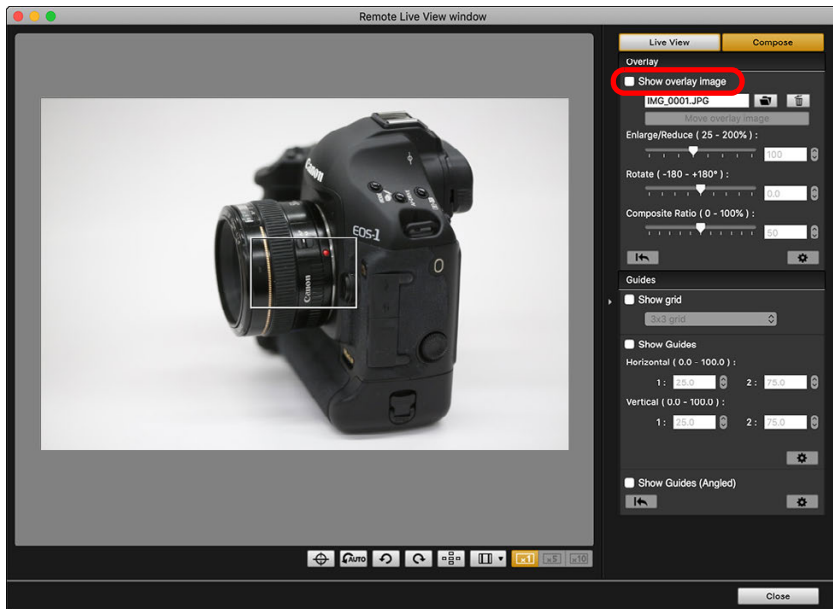 Remote Live View window
Live View Compose
Overlay
Show overlay image
IMG_0001.JPG
Move overlay image
Enlarge/Reduce ( 25 - 200% ) :
100
Rotate ( -180 - +180° ) :
0.0
Composite Ratio ( 0 - 100% ) :
50
Guides
Show grid
3x3 grid
Show Guides
Horizontal ( 0.0 - 100.0 ) :
1 : 25.0 2 : 75.0
Vertical ( 0.0 - 100.0 ) :
1 : 25.0 2 : 75.0
Show Guides (Angled)
Canon
EOS-1
Canon
AUTO x1 x5 x10
Close